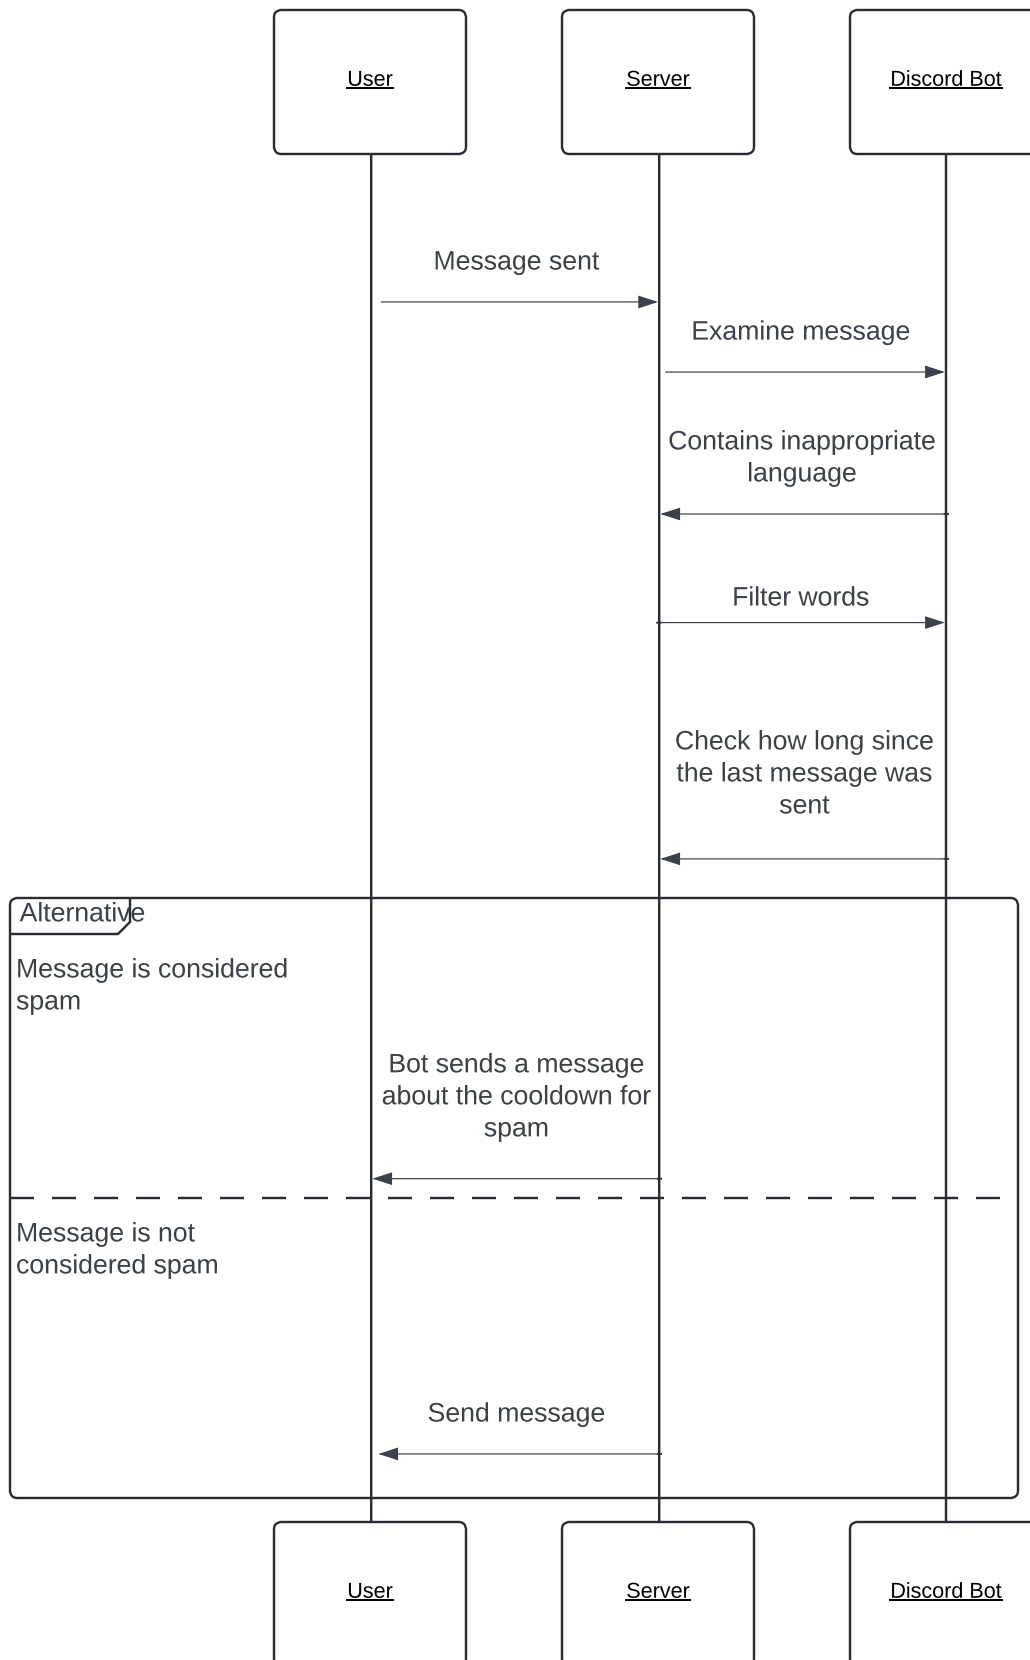 User
Server
Discord Bot
Message sent
Examine message
Contains inappropriate
language
Filter words
Check how long since
the last message was
sent
Alternative
Message is considered
spam
Bot sends a message
about the cooldown for
spam
Message is not
considered spam
Send message
User
Server
Discord Bot